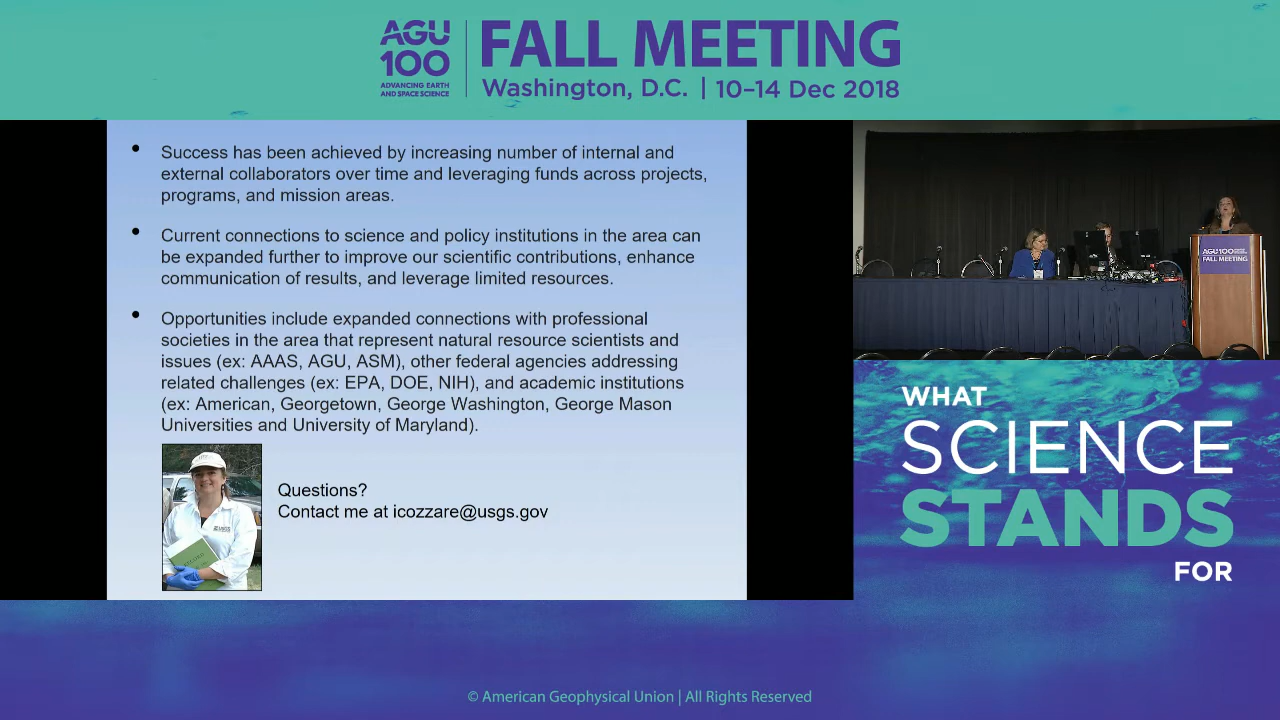 AGU
100
ADVANCING EARTH
AND SPACE SCIENCE
FALL MEETING
Washington, D.C. | 10–14 Dec 2018
• Success has been achieved by increasing number of internal and
external collaborators over time and leveraging funds across projects,
programs, and mission areas.
• Current connections to science and policy institutions in the area can
be expanded further to improve our scientific contributions, enhance
communication of results, and leverage limited resources.
• Opportunities include expanded connections with professional
societies in the area that represent natural resource scientists and
issues (ex: AAAS, AGU, ASM), other federal agencies addressing
related challenges (ex: EPA, DOE, NIH), and academic institutions
(ex: American, Georgetown, George Washington, George Mason
Universities and University of Maryland).
Questions?
Contact me at icozzare@usgs.gov
AGU100
FALL MEETING
WHAT
SCIENCE
STANDS
FOR
© American Geophysical Union | All Rights Reserved